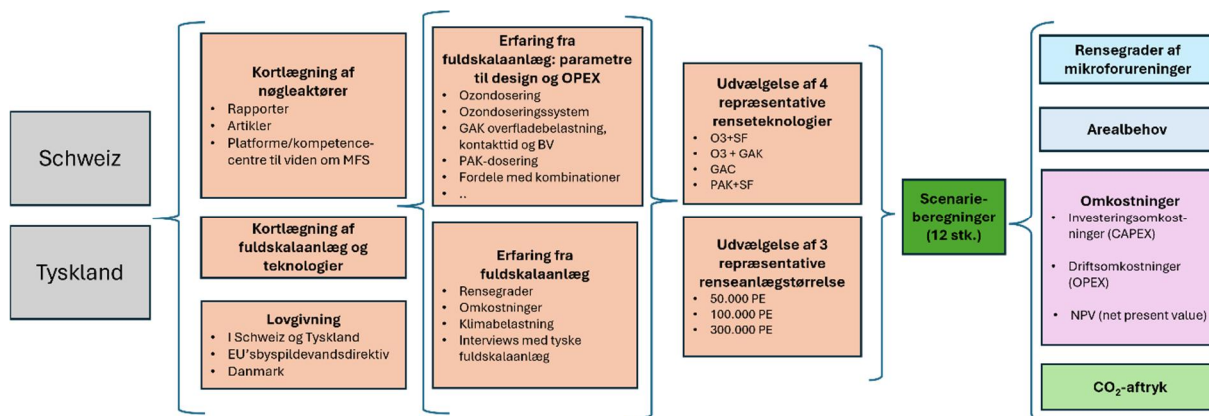 Schweiz
Tyskland
Kortlægning af
nøgleaktører
• Rapporter
• Artikler
• Platforme/kompetence-
centre til viden om MFS
Kortlægning af
fuldskalaanlæg og
teknologier
Lovgivning
• I Schweiz og Tyskland
• EU'sbyspildevandsdirektiv
• Danmark
Erfaring fra
fuldskalaanlæg: parametre
til design og OPEX
• Ozondosering
• Ozondoseringssystem
• GAK overfladebelastning,
kontakttid og BV
• PAK-dosering
• Fordele med kombinationer
• ..
Erfaring fra
fuldskalaanlæg
• Rensegrader
• Omkostninger
• Klimabelastning
• Interviews med tyske
fuldskalaanlæg
Udvælgelse af 4
repræsentative
renseteknologier
• O3+SF
• O3 + GAK
• GAC
• PAK+SF
Udvælgelse af 3
repræsentative
renseanlægstørrelse
• 50.000 PE
• 100.000 PE
• 300.000 PE
Scenarie-
beregninger
(12 stk.)
Rensegrader af
mikroforureninger
Arealbehov
Omkostninger
• Investeringsomkost-
ninger (CAPEX)
• Driftsomkostninger
(OPEX)
• NPV (net present value)
CO₂-aftryk